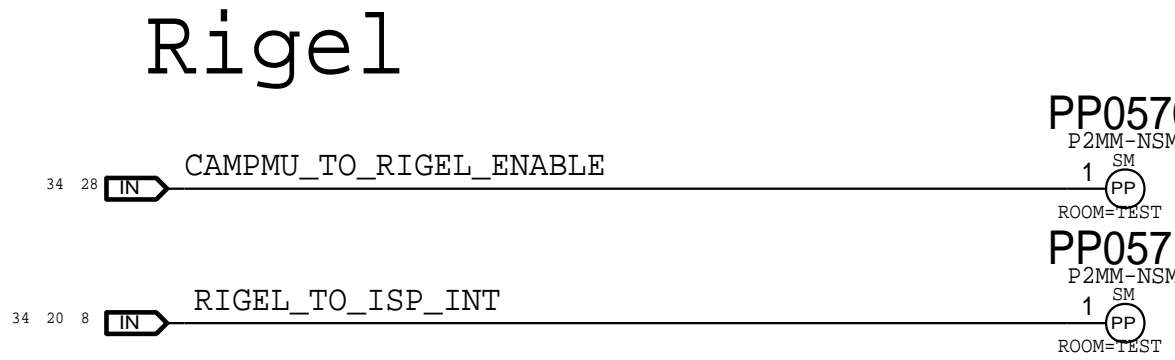 Rigel
PP0570
P2MM-NSM
CAMPMU_TO_RIGEL_ENABLE
1
SM
34 28 IN
PP
ROOM=TEST
PP057
P2MM-NSM
RIGEL_TO_ISP_INT
1
SM
34 20 8 IN
PP
ROOM=TEST